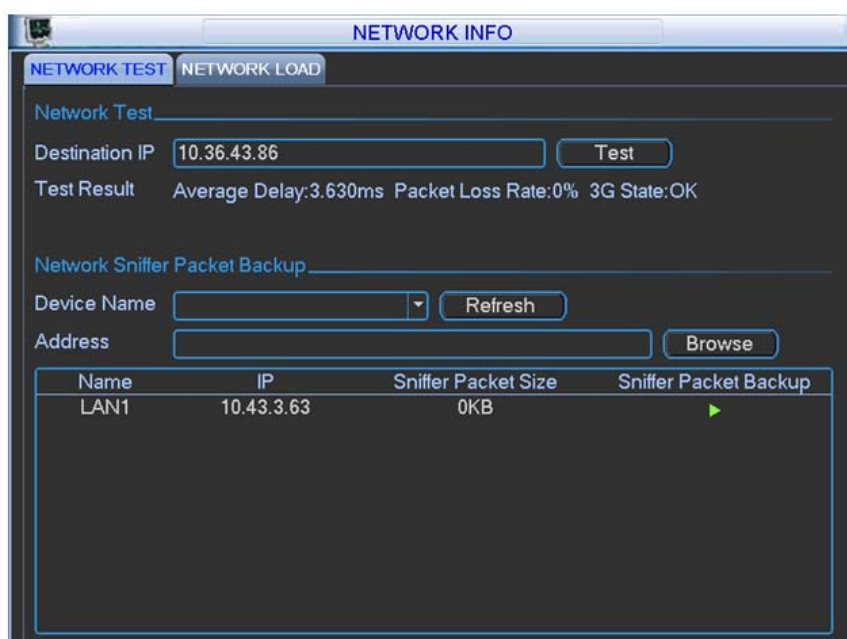 NETWORK INFO
NETWORK TEST NETWORK LOAD
Network Test
Destination IP 10.36.43.86 Test
Test Result Average Delay:3.630ms Packet Loss Rate:0% 3G State:OK
Network Sniffer Packet Backup
Device Name Refresh
Address Browse
Name IP Sniffer Packet Size Sniffer Packet Backup
LAN1 10.43.3.63 0KB